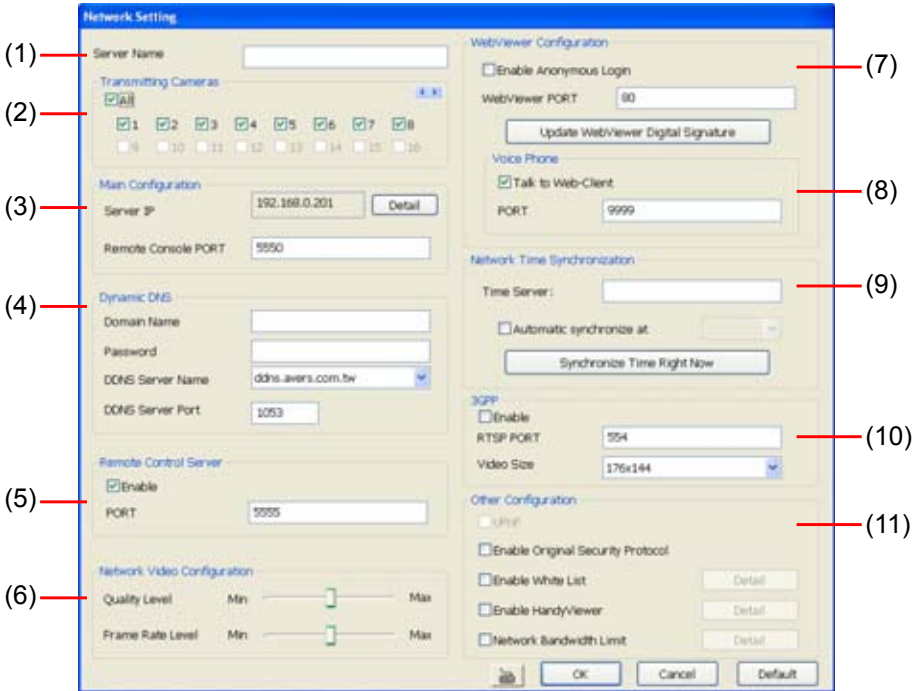 Network Setting
(1)
Server Name
(2)
Transmitting Cameras
All
1 2 3 4 5 6 7 8
9 10 11 12 13 14 15 16
(3)
Main Configuration
Server IP 192.168.0.201 Detail
Remote Console PORT 5550
(4)
Dynamic DNS
Domain Name
Password
DDNS Server Name ddns.avers.com.tw
DDNS Server Port 1053
(5)
Remote Control Server
Enable
PORT 5555
(6)
Network Video Configuration
Quality Level Min Max
Frame Rate Level Min Max
WebViewer Configuration
(7)
Enable Anonymous Login
WebViewer PORT 80
Update WebViewer Digital Signature
Voice Phone
(8)
Talk to Web-Client
PORT 9999
Network Time Synchronization
(9)
Time Server:
Automatic synchronize at
Synchronize Time Right Now
3GPP
Enable
(10)
RTSP PORT 554
Video Size 176x144
Other Configuration
(11)
UPnP
Enable Original Security Protocol
Enable White List Detail
Enable HandyViewer Detail
Network Bandwidth Limit Detail
OK Cancel Default